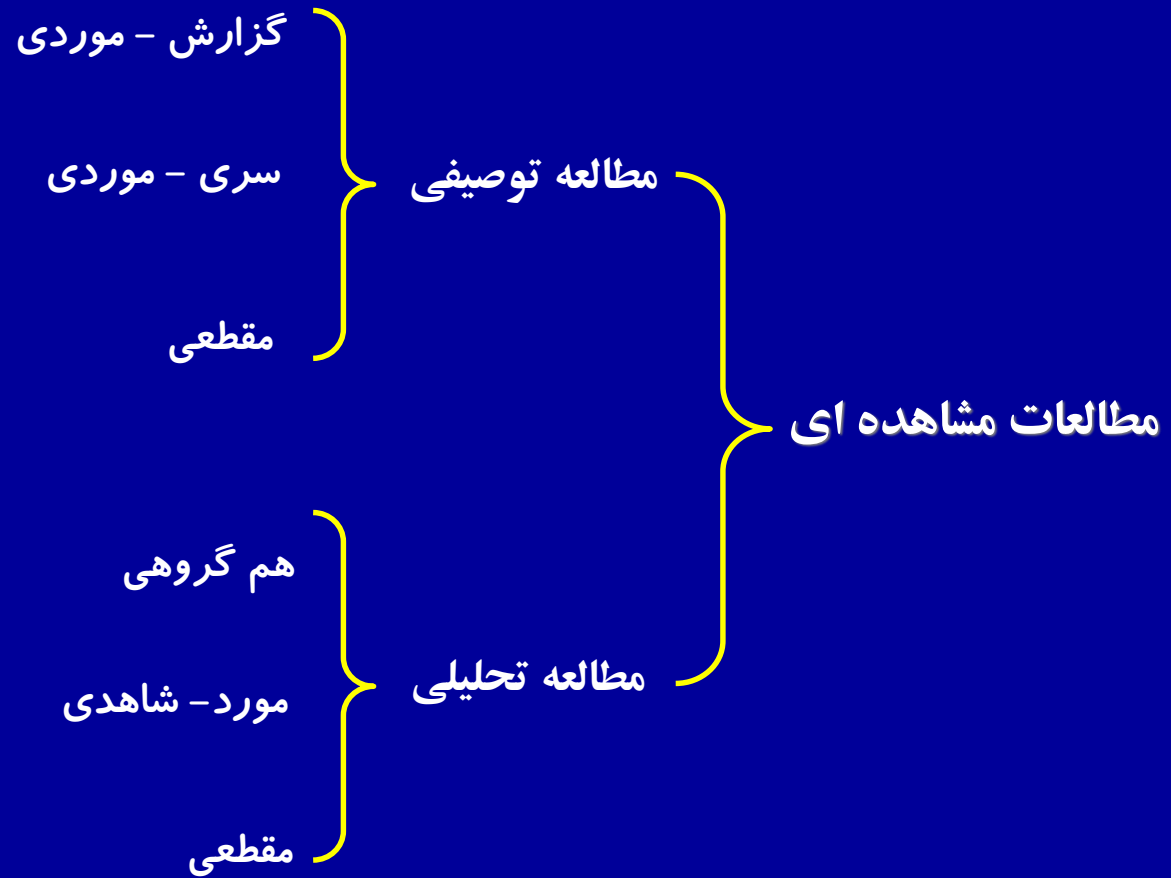 مطالعات مشاهده ای
مطالعه توصیفی
گزارش – موردی
سری – موردی
مقطعی
مطالعه تحلیلی
هم گروهی
مورد– شاهدی
مقطعی